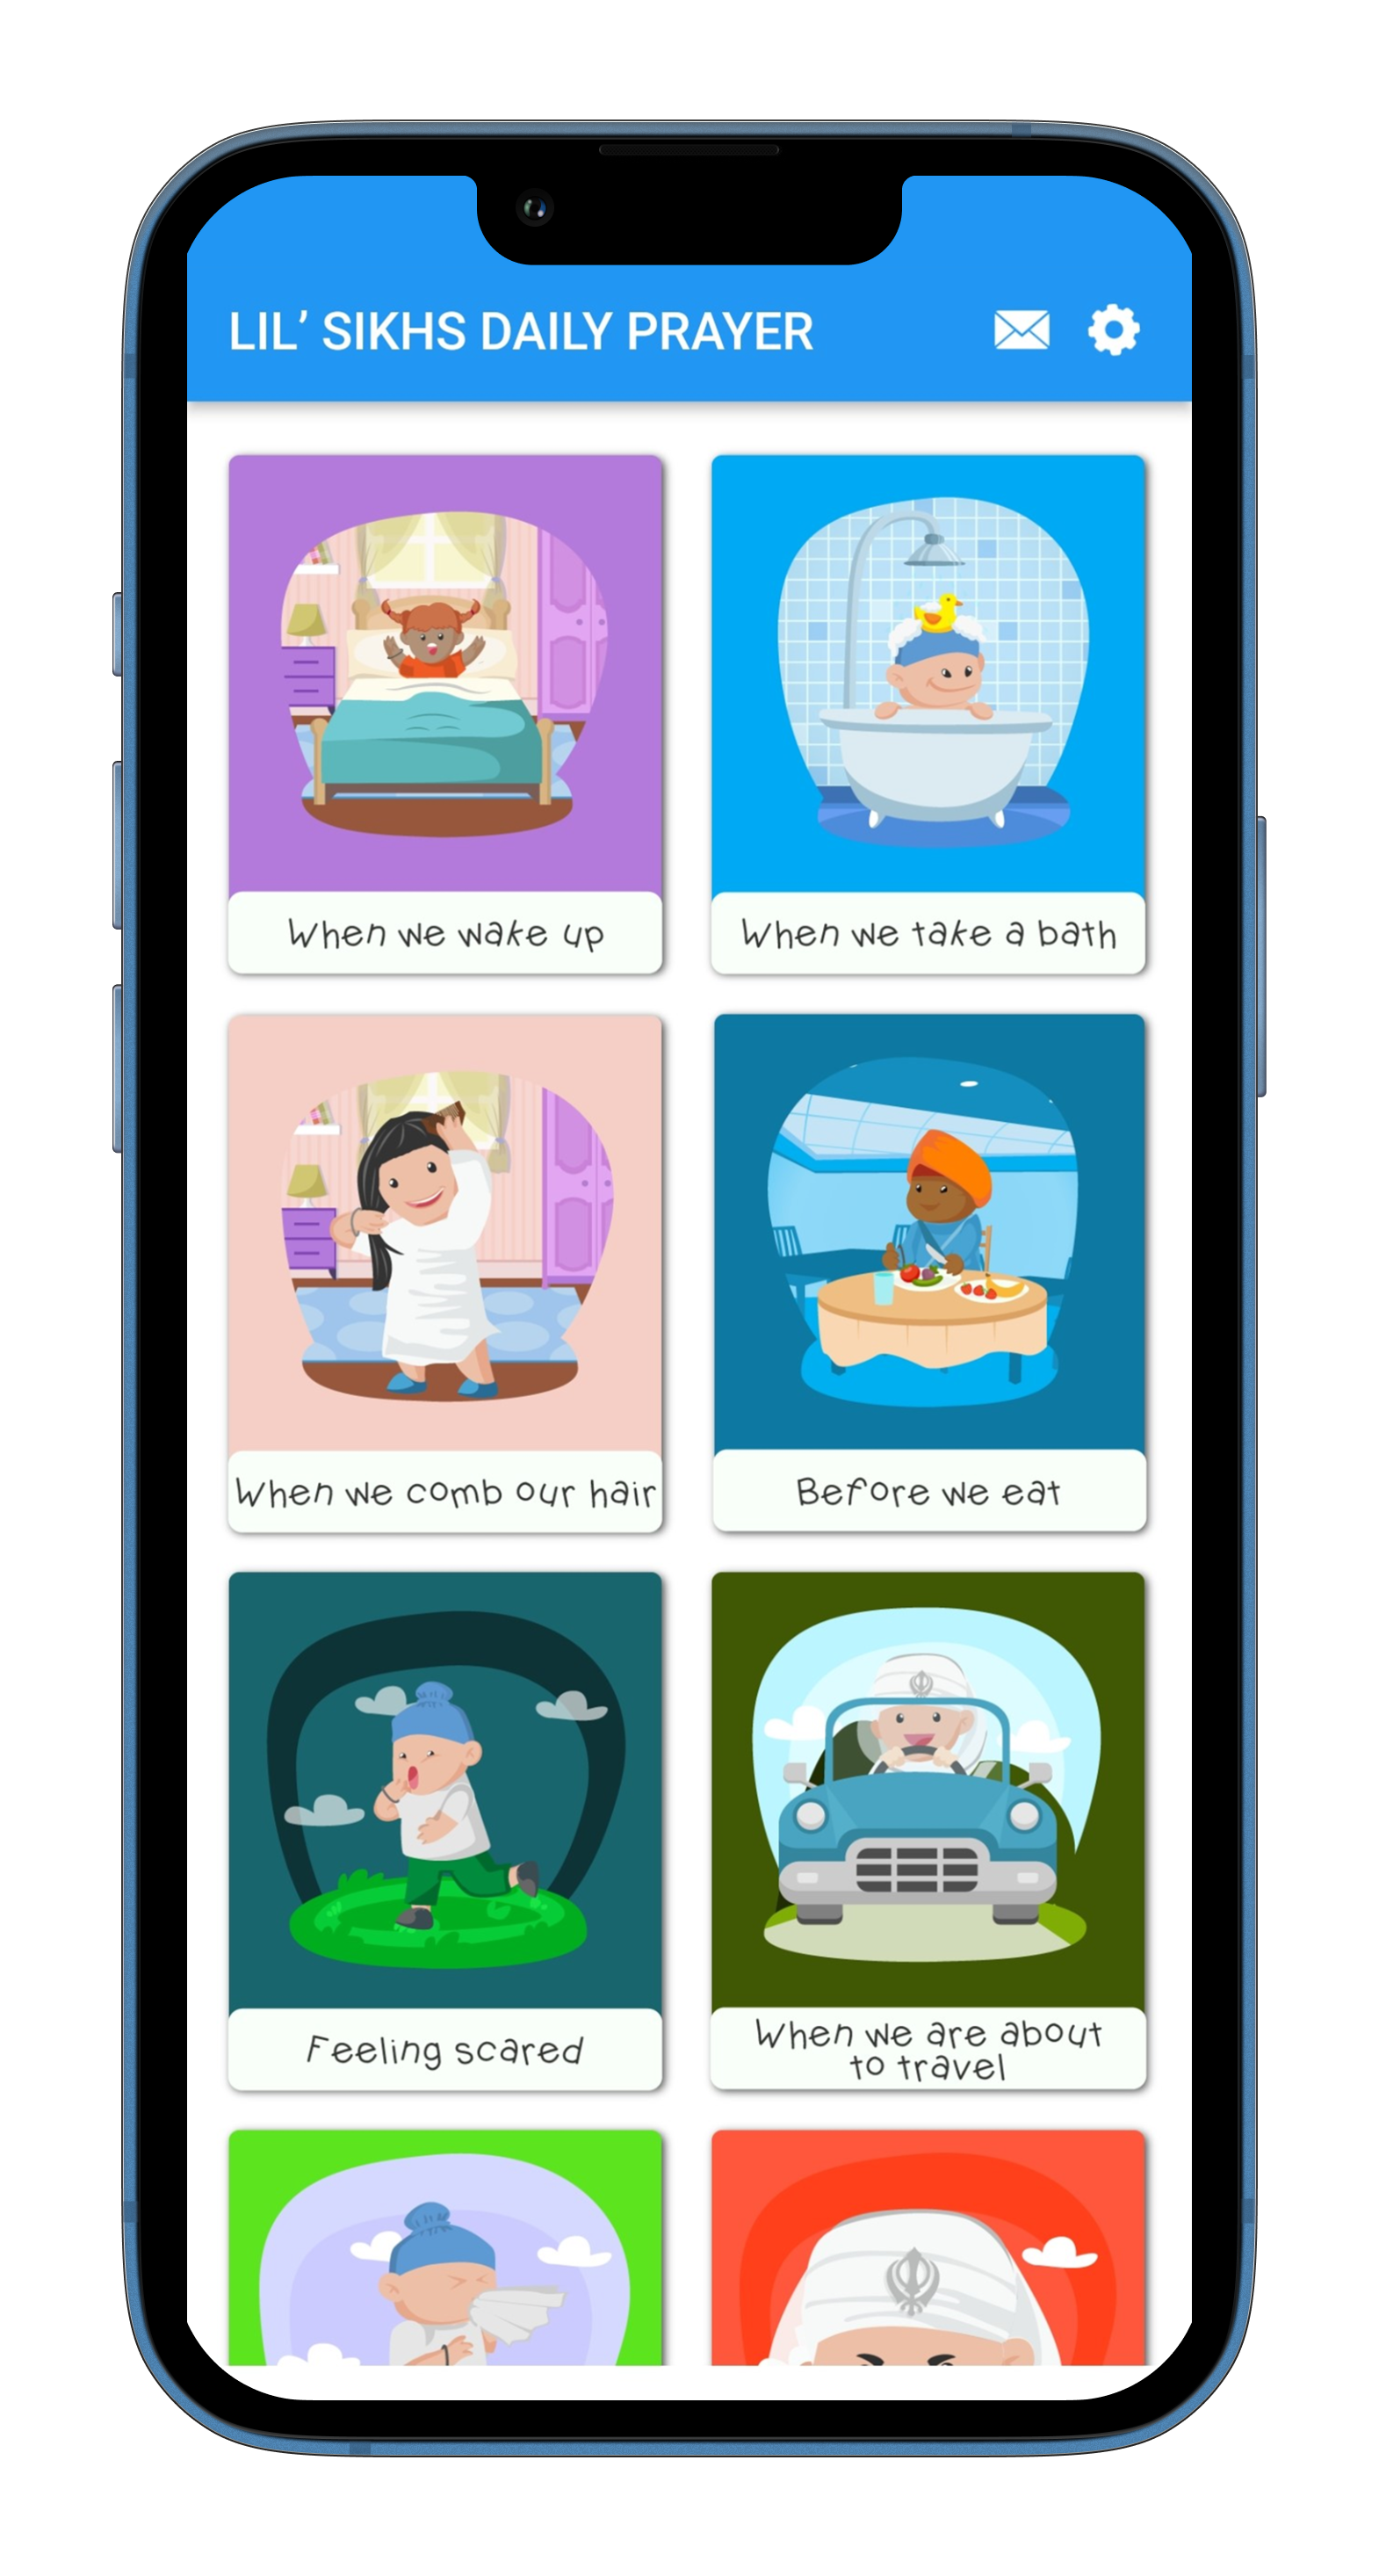 LIL’ SIKHS DAILY PRAYER
When we wake up
When we take a bath
When we comb our hair
Before we eat
Feeling scared
When we are about
to travel